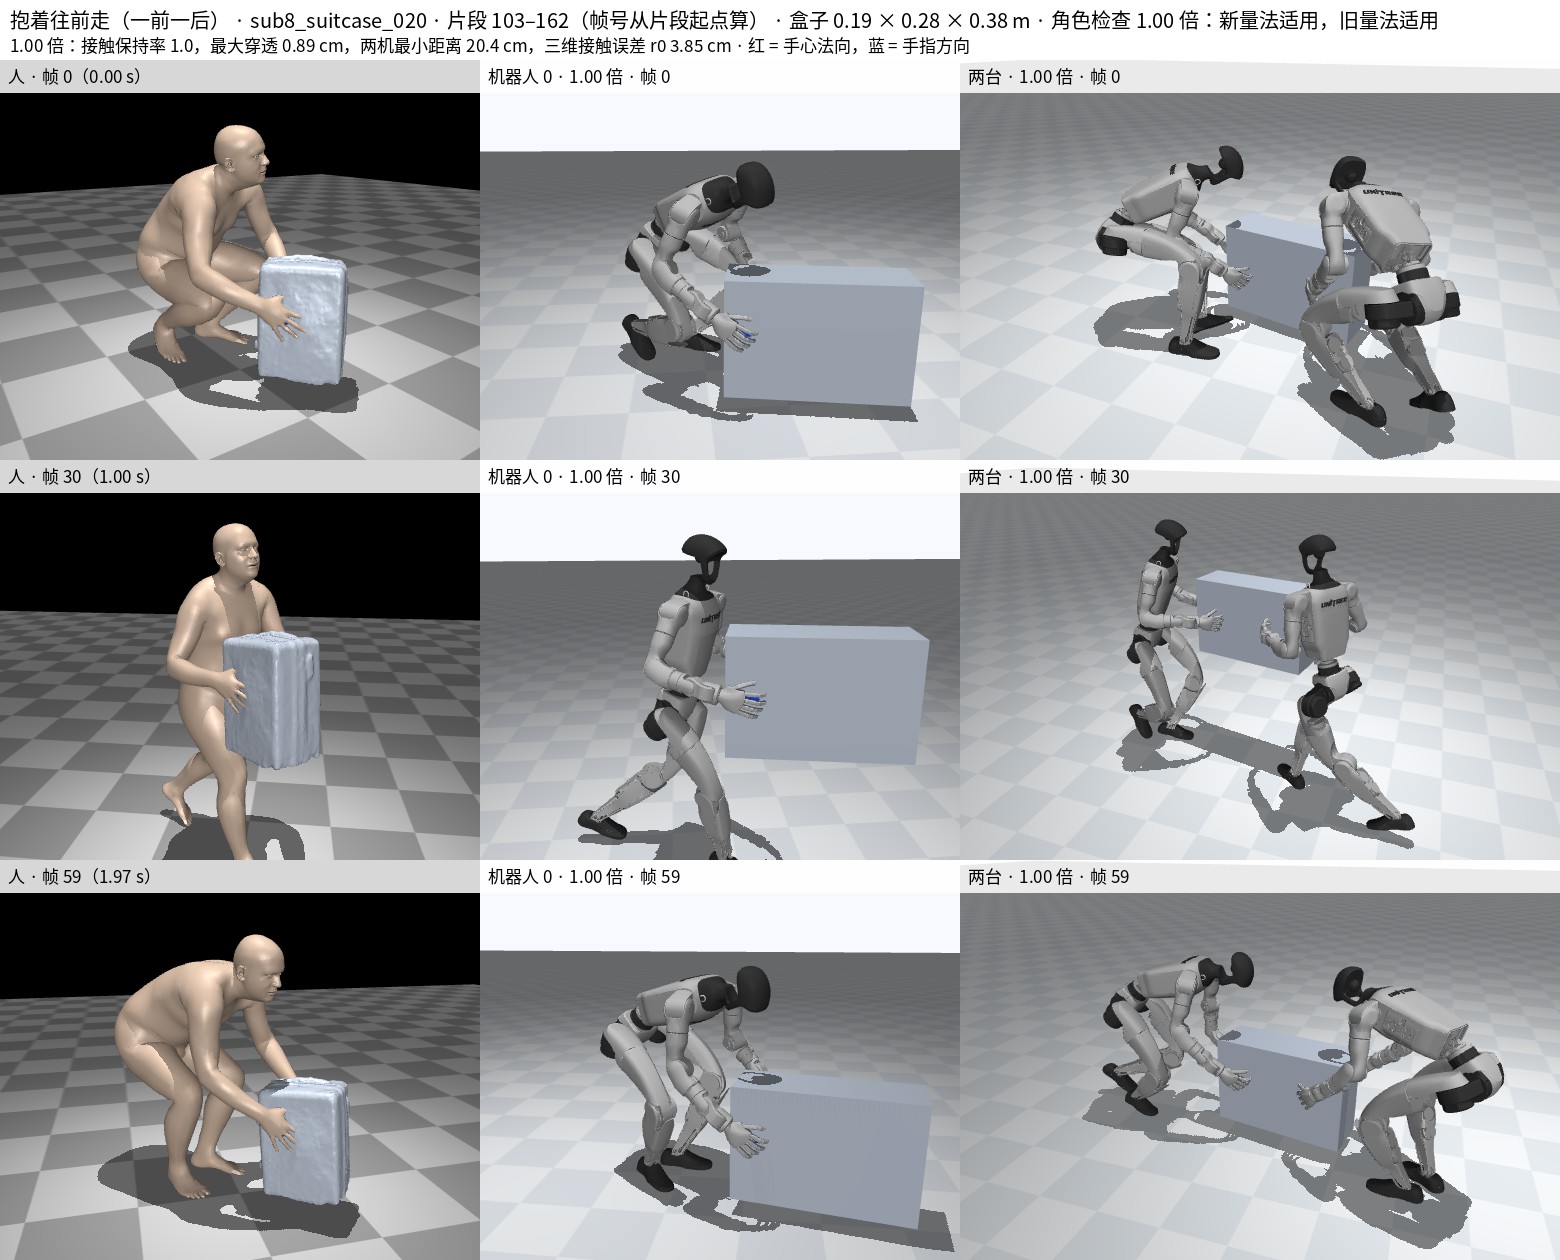 抱着往前走（一前一后） · sub8_suitcase_020 · 片段 103–162（帧号从片段起点算） · 盒子 0.19 × 0.28 × 0.38 m · 角色检查 1.00 倍：新量法适用，旧量法适用
1.00 倍：接触保持率 1.0，最大穿透 0.89 cm，两机最小距离 20.4 cm，三维接触误差 r0 3.85 cm · 红 = 手心法向，蓝 = 手指方向
人 · 帧 0（0.00 s）
机器人 0 · 1.00 倍 · 帧 0
两台 · 1.00 倍 · 帧 0
UNITREE
人 · 帧 30（1.00 s）
机器人 0 · 1.00 倍 · 帧 30
两台 · 1.00 倍 · 帧 30
UNITREE
UNITREE
人 · 帧 59（1.97 s）
机器人 0 · 1.00 倍 · 帧 59
两台 · 1.00 倍 · 帧 59